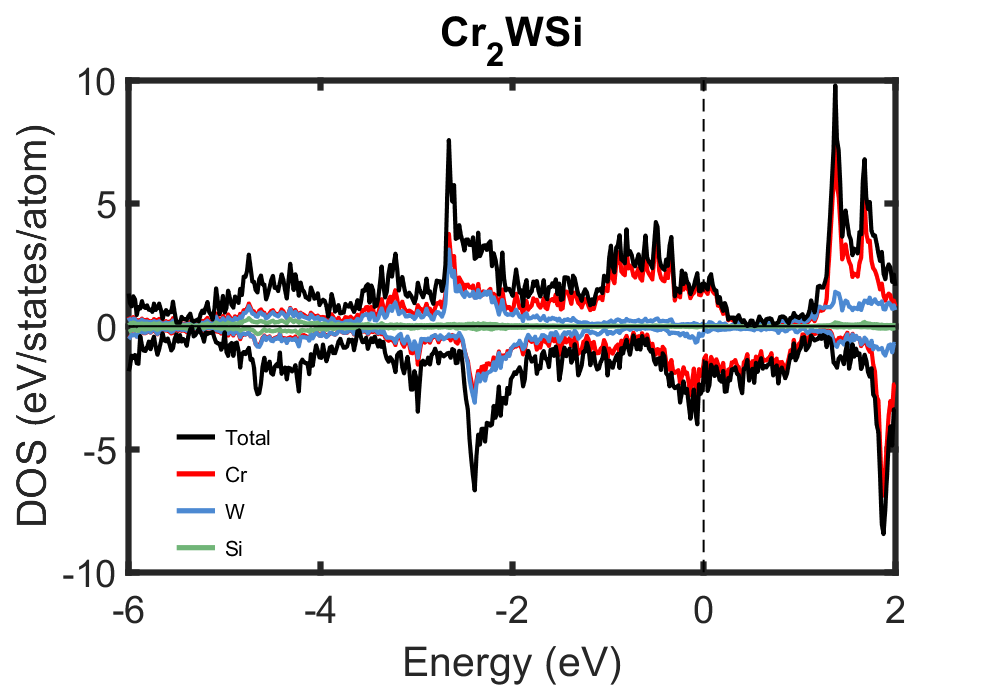 Cr₂WSi
DOS (eV/states/atom)
10
5
0
-5
-10
Total
Cr
W
Si
-6
-4
-2
0
2
Energy (eV)